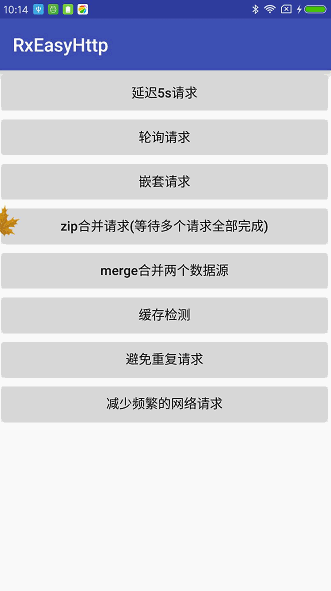 10:14
RxEasyHttp
延迟5s请求
轮询请求
嵌套请求
zip合并请求(等待多个请求全部完成)
merge合并两个数据源
缓存检测
避免重复请求
减少频繁的网络请求